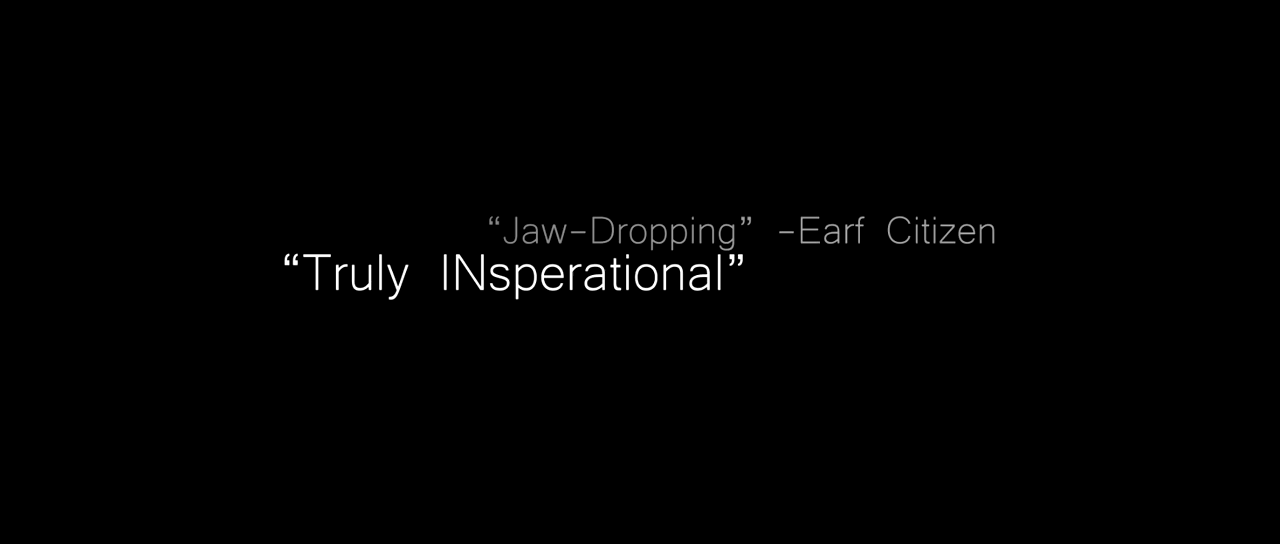 “Jaw-Dropping” -Earf Citizen
“Truly INsperational”